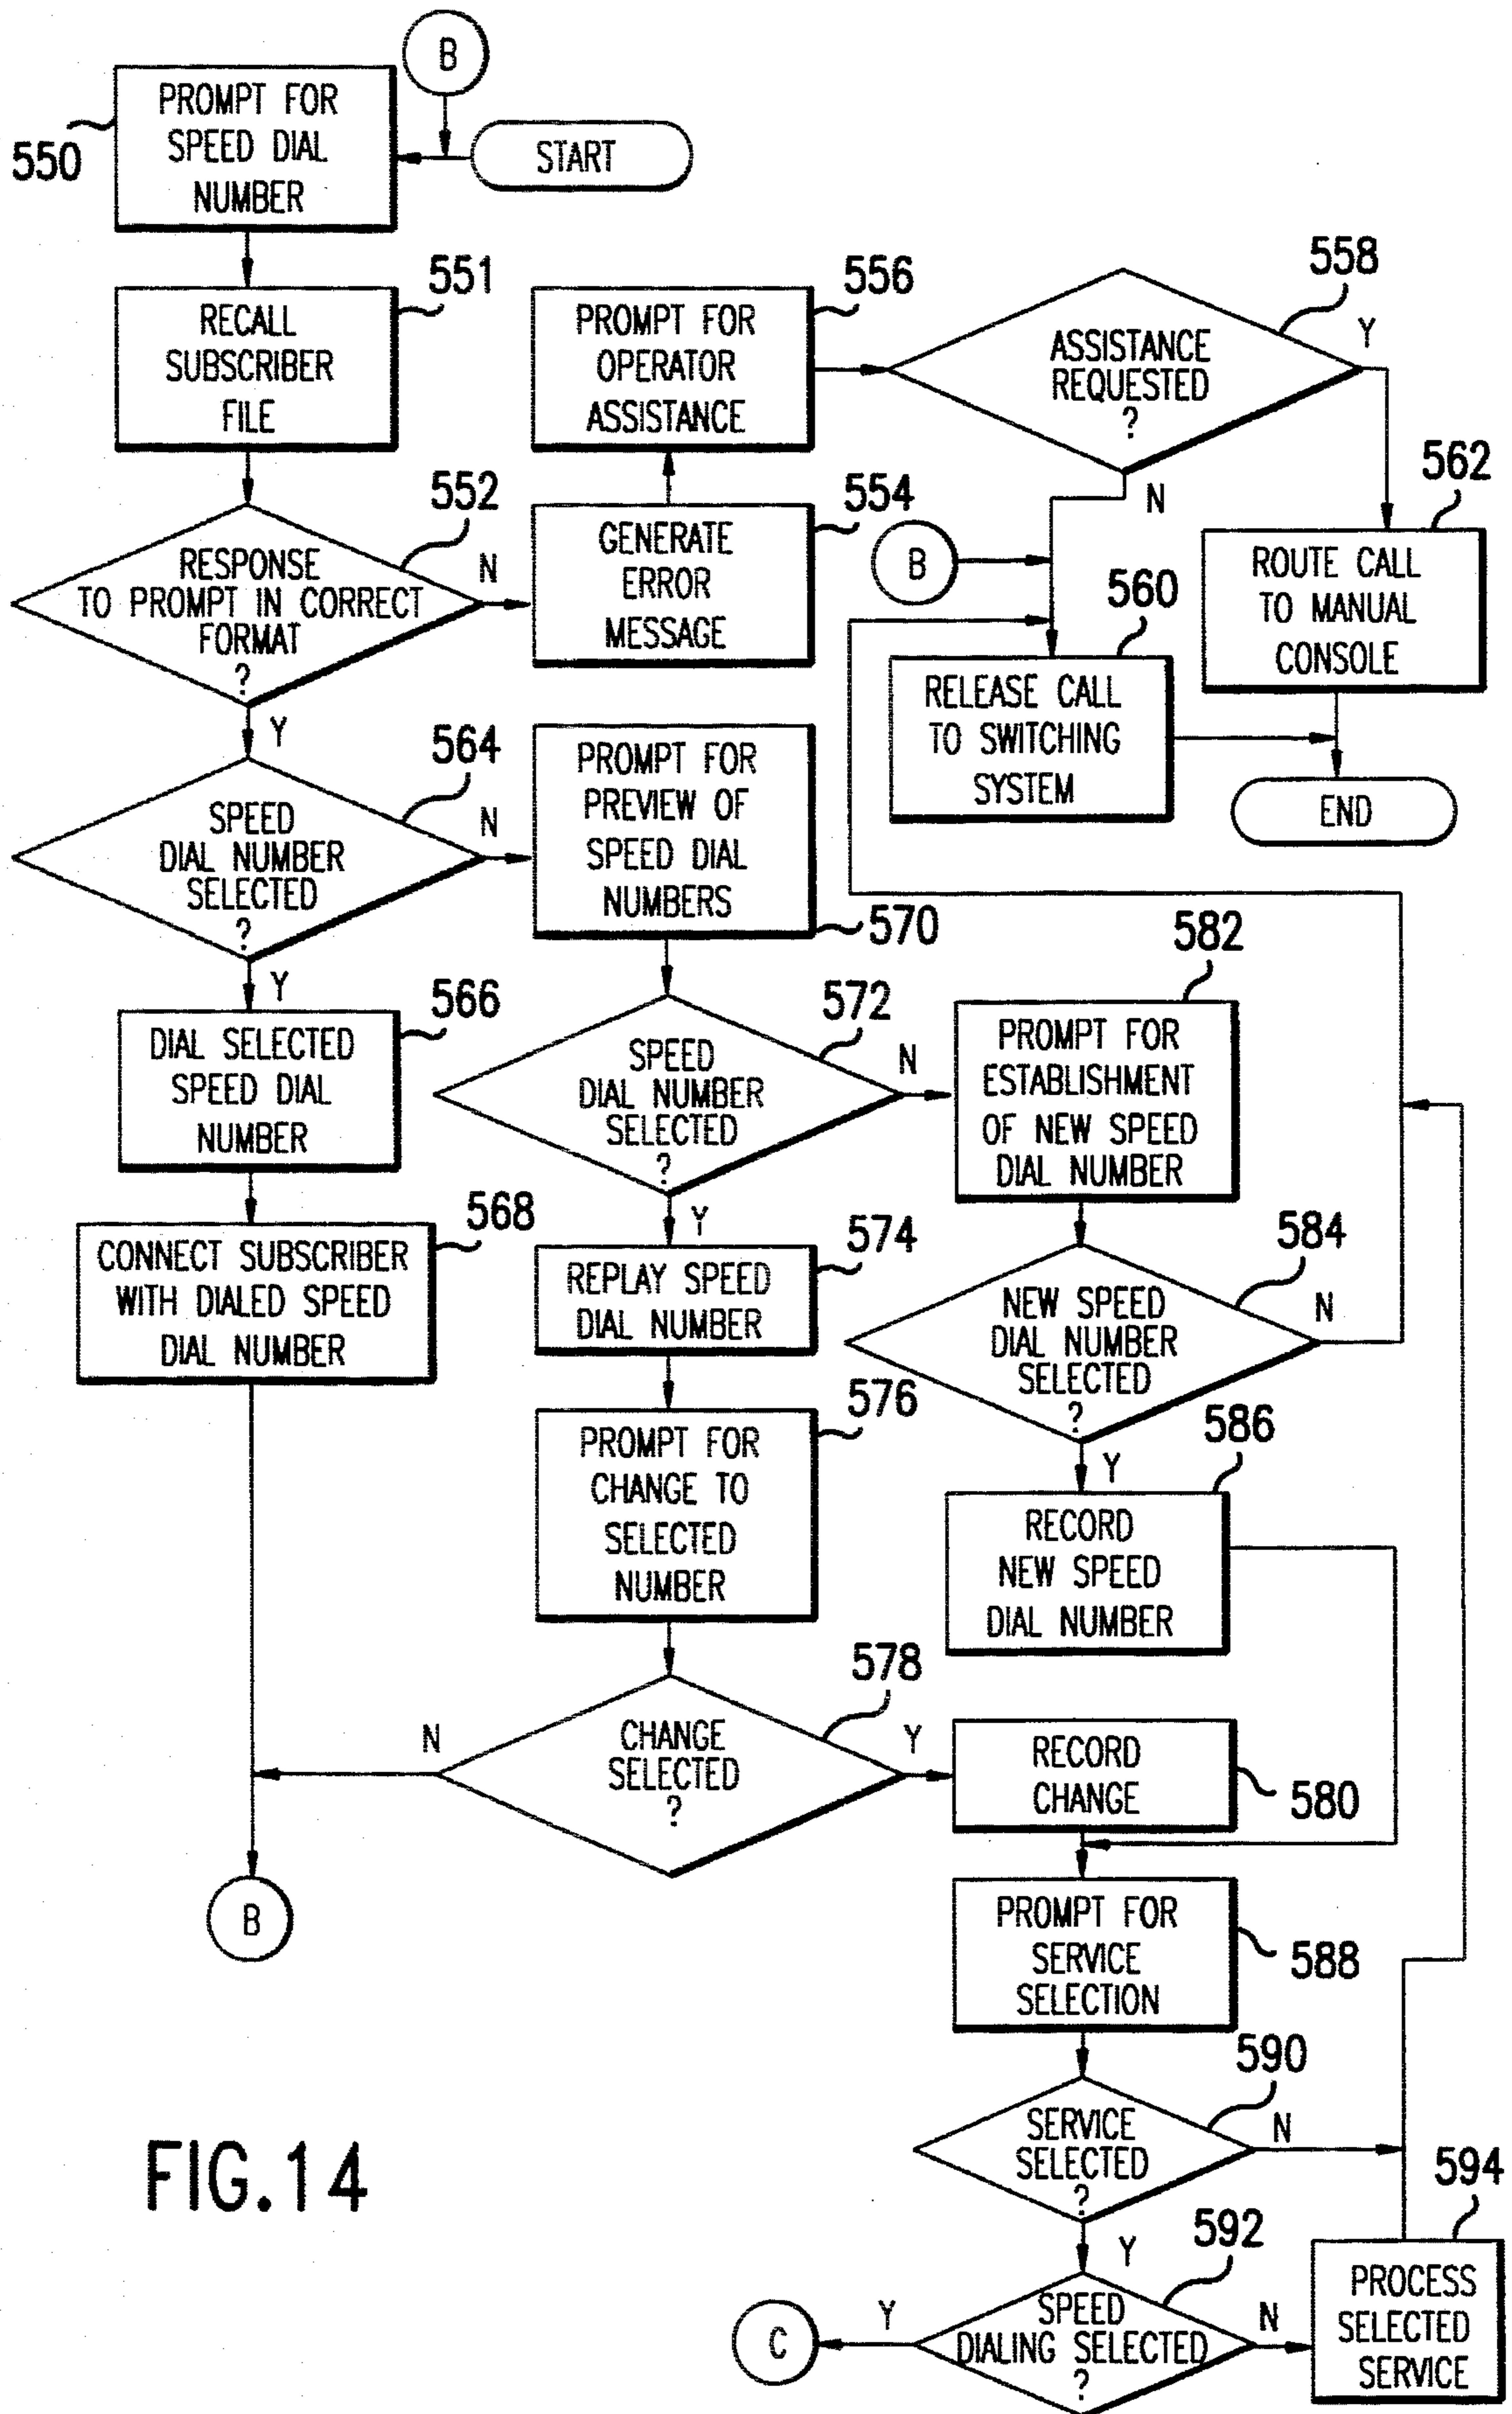 B
PROMPT FOR
SPEED DIAL
NUMBER
550
START
RECALL
SUBSCRIBER
FILE
551
PROMPT FOR
OPERATOR
ASSISTANCE
556
ASSISTANCE
REQUESTED
?
558
Y
N
RESPONSE
TO PROMPT IN CORRECT
FORMAT
?
552
N
Y
GENERATE
ERROR
MESSAGE
554
B
RELEASE CALL
TO SWITCHING
SYSTEM
560
ROUTE CALL
TO MANUAL
CONSOLE
562
END
SPEED
DIAL NUMBER
SELECTED
?
564
N
Y
PROMPT FOR
PREVIEW OF
SPEED DIAL
NUMBERS
570
DIAL SELECTED
SPEED DIAL
NUMBER
566
SPEED
DIAL NUMBER
SELECTED
?
572
N
Y
PROMPT FOR
ESTABLISHMENT
OF NEW SPEED
DIAL NUMBER
582
CONNECT SUBSCRIBER
WITH DIALED SPEED
DIAL NUMBER
568
REPLAY SPEED
DIAL NUMBER
574
NEW SPEED
DIAL NUMBER
SELECTED
?
584
N
Y
PROMPT FOR
CHANGE TO
SELECTED
NUMBER
576
RECORD
NEW SPEED
DIAL NUMBER
586
CHANGE
SELECTED
?
578
N
Y
RECORD
CHANGE
580
B
PROMPT FOR
SERVICE
SELECTION
588
SERVICE
SELECTED
?
590
N
Y
SPEED
DIALING SELECTED
?
592
Y
N
C
PROCESS
SELECTED
SERVICE
594
FIG.14